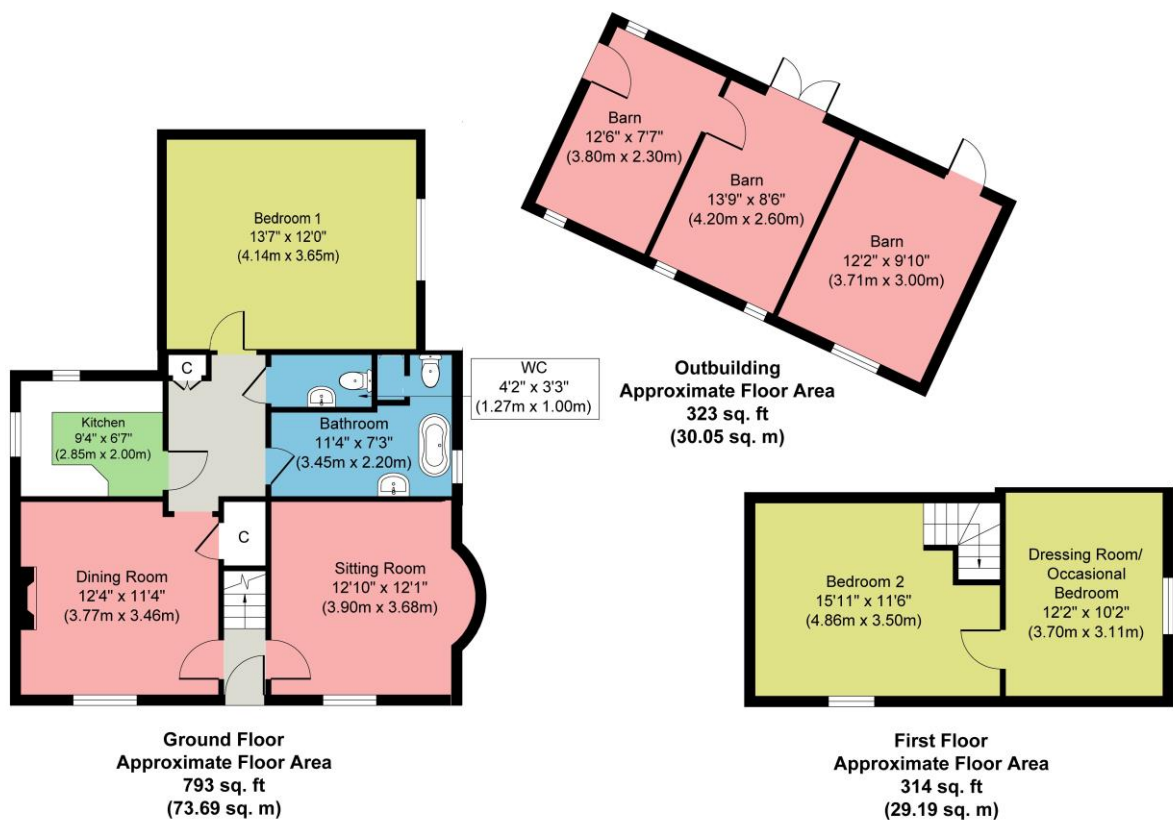 Barn
12'6" x 7'7"
(3.80m x 2.30m)
Barn
13'9" x 8'6"
(4.20m x 2.60m)
Barn
12'2" x 9'10"
(3.71m x 3.00m)
Outbuilding
Approximate Floor Area
323 sq. ft
(30.05 sq. m)
Bedroom 1
13'7" x 12'0"
(4.14m x 3.65m)
C
WC
4'2" x 3'3"
(1.27m x 1.00m)
Kitchen
9'4" x 6'7"
(2.85m x 2.00m)
Bathroom
11'4" x 7'3"
(3.45m x 2.20m)
C
Dining Room
12'4" x 11'4"
(3.77m x 3.46m)
Sitting Room
12'10" x 12'1"
(3.90m x 3.68m)
Ground Floor
Approximate Floor Area
793 sq. ft
(73.69 sq. m)
Bedroom 2
15'11" x 11'6"
(4.86m x 3.50m)
Dressing Room/
Occasional
Bedroom
12'2" x 10'2"
(3.70m x 3.11m)
First Floor
Approximate Floor Area
314 sq. ft
(29.19 sq. m)